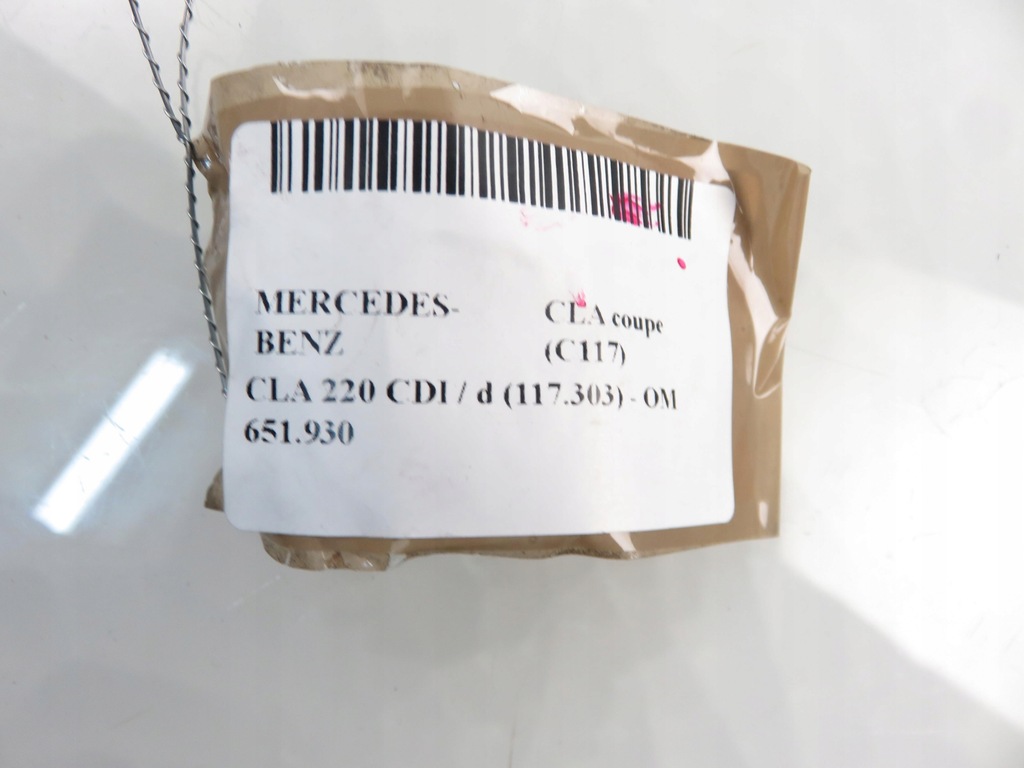 MERCEDES-
BENZ
CLA coupe
(C117)
CLA 220 CDI / d (117.303) - OM
651.930